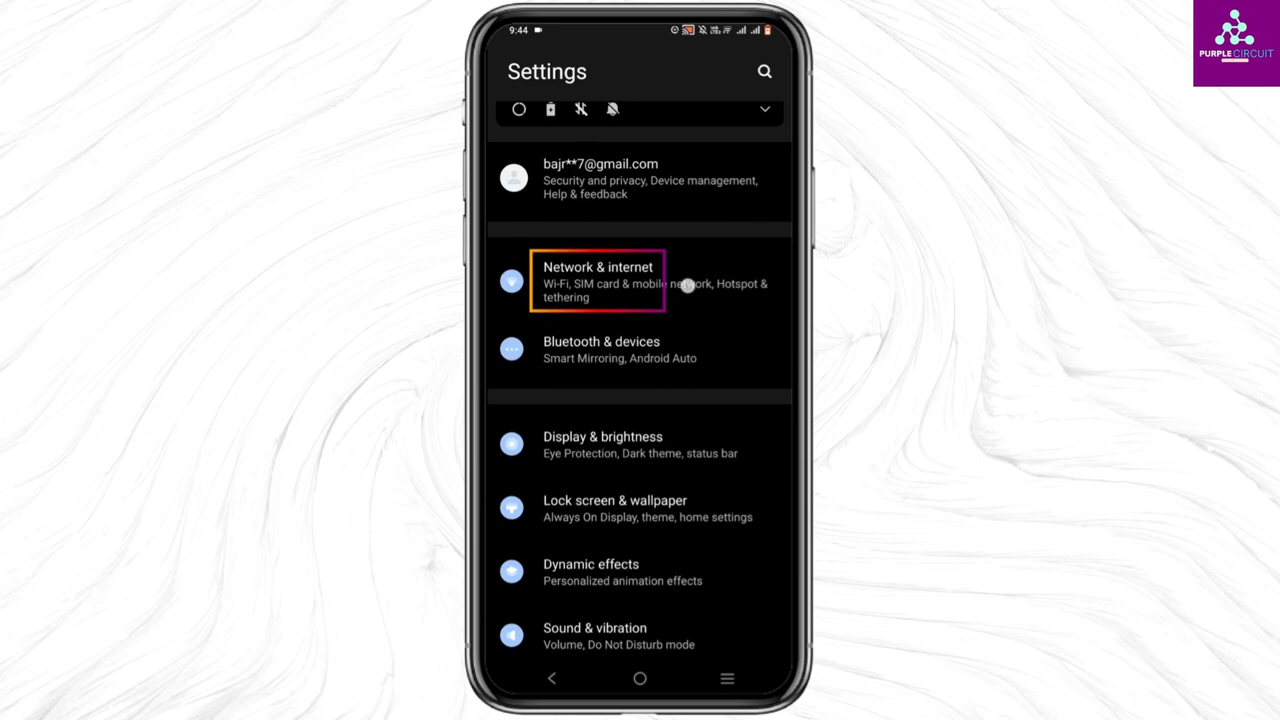 9:44
PURPLE CIRCUIT
Settings
bajr**7@gmail.com
Security and privacy, Device management,
Help & feedback
Network & internet
Wi-Fi, SIM card & mobile network, Hotspot &
tethering
Bluetooth & devices
Smart Mirroring, Android Auto
Display & brightness
Eye Protection, Dark theme, status bar
Lock screen & wallpaper
Always On Display, theme, home settings
Dynamic effects
Personalized animation effects
Sound & vibration
Volume, Do Not Disturb mode